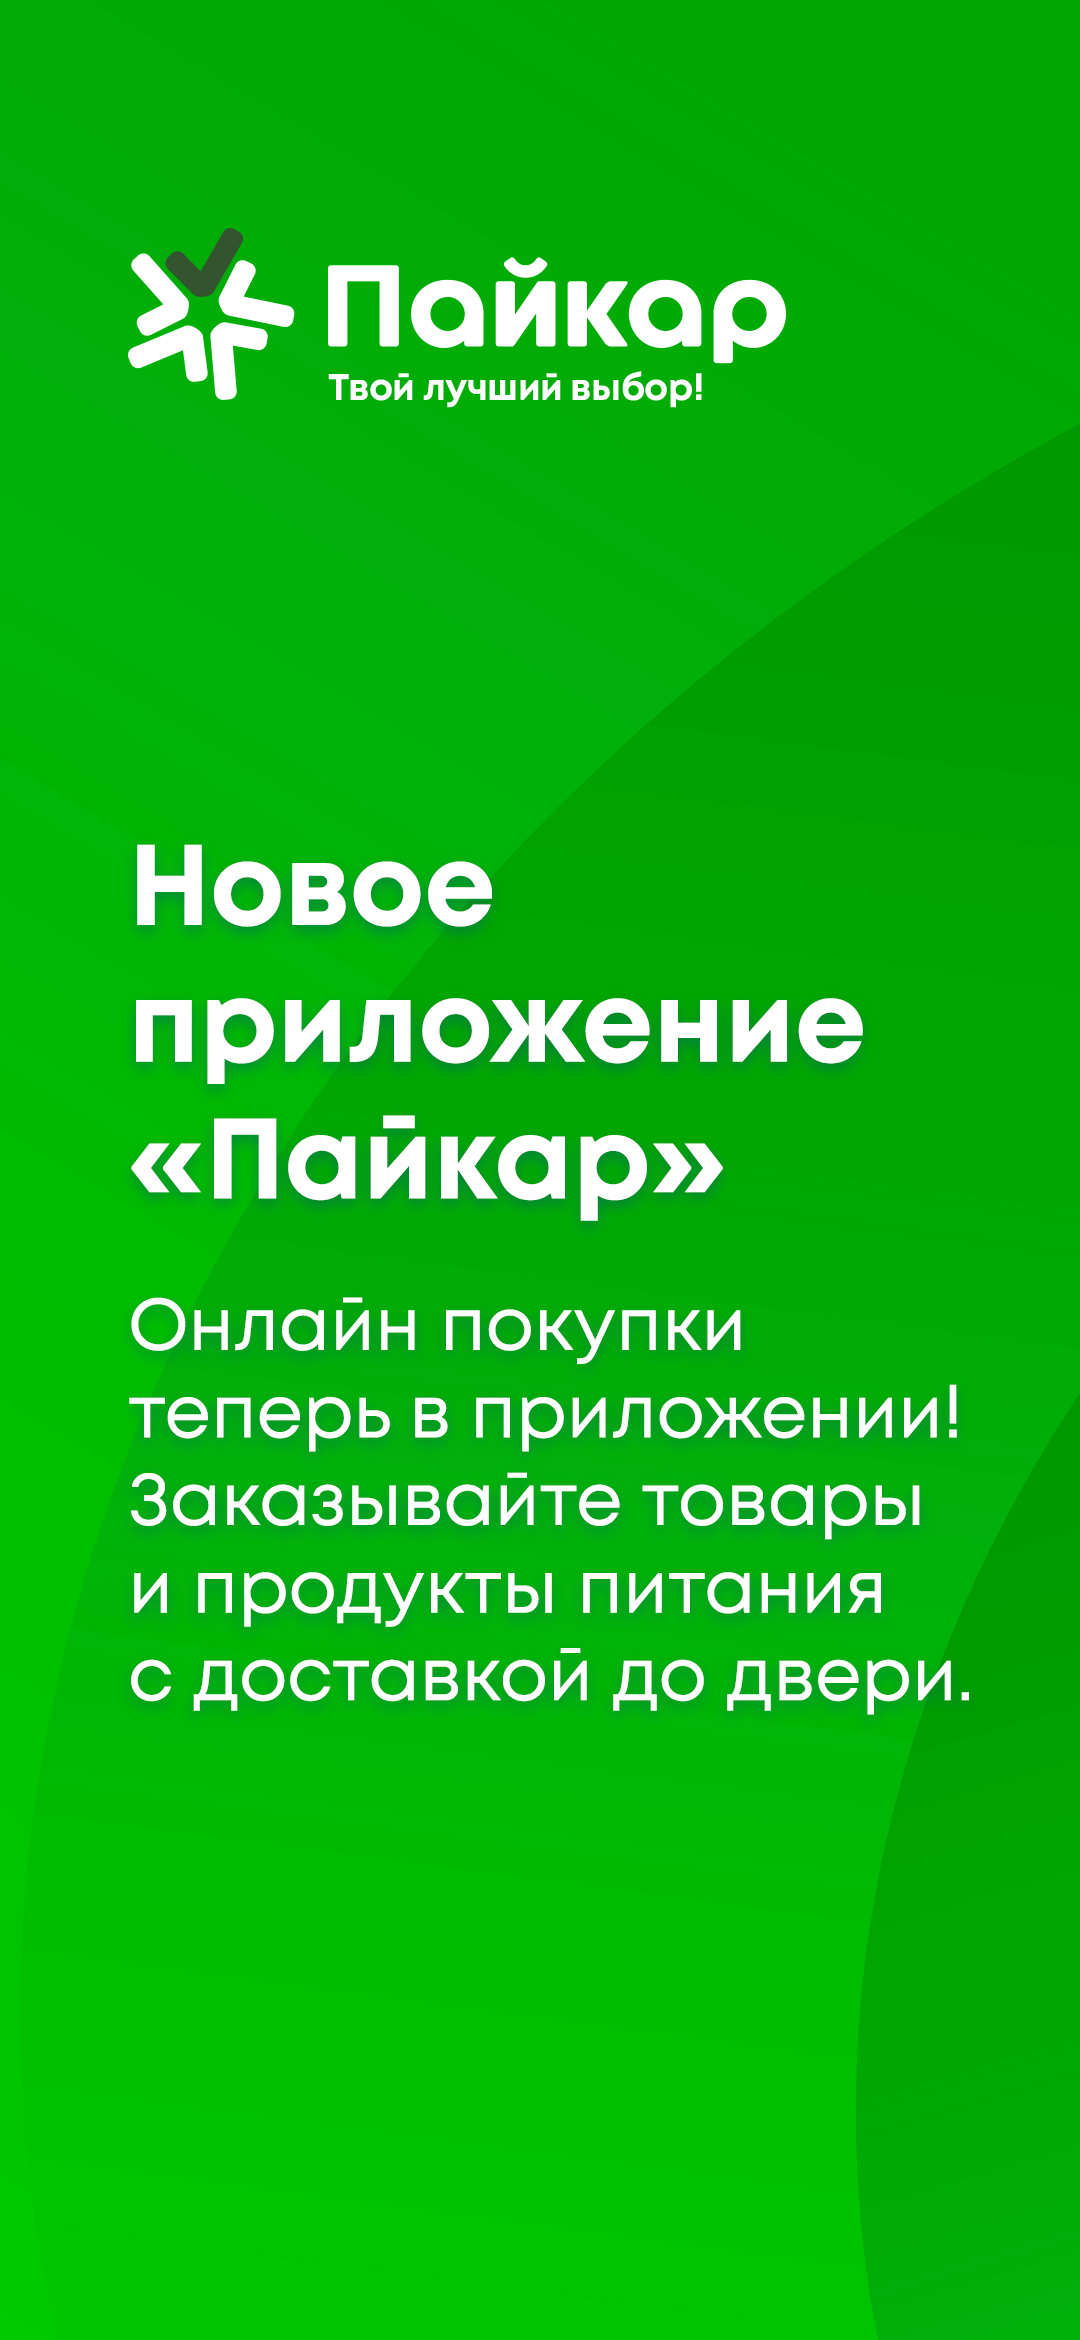 Пайкар
Твой лучший выбор!
Новое
приложение
«Пайкар»
Онлайн покупки
теперь в приложении!
Заказывайте товары
и продукты питания
с доставкой до двери.